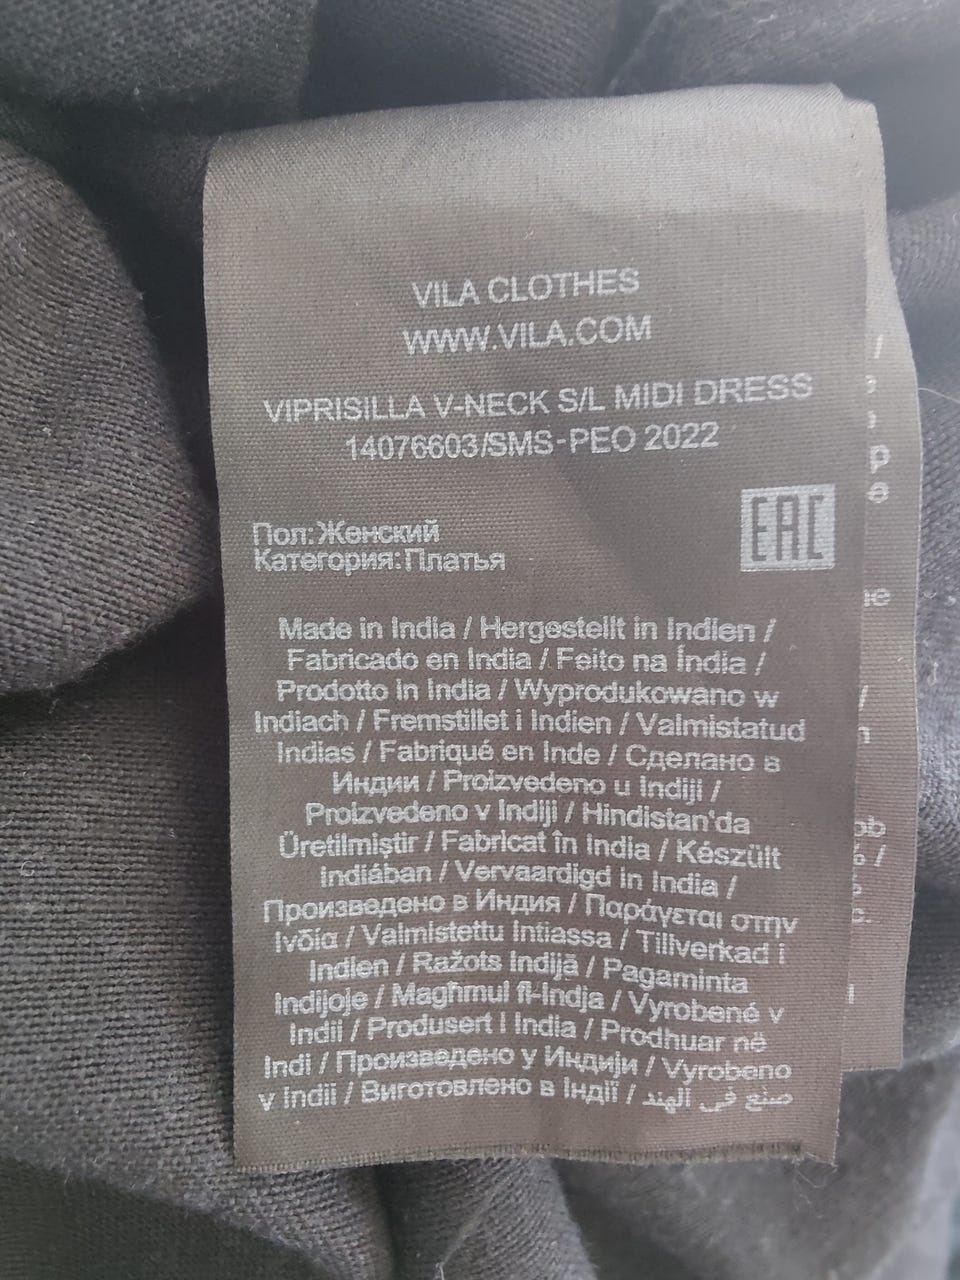 VILA CLOTHES
WWW.VILA.COM
VIPRISILLA V-NECK S/L MIDI DRESS
14076603/SMS-PEO 2022
Пол:Женский
Категория:Платья
EAC
Made in India / Hergestellt in Indien /
Fabricado en India / Feito na Índia /
Prodotto in India / Wyprodukowano w
Indiach / Fremstillet i Indien / Valmistatud
Indias / Fabriqué en Inde / Сделано в
Индии / Proizvedeno u Indiji /
Proizvedeno v Indiji / Hindistan'da
Üretilmiştir / Fabricat în India / Készült
Indiában / Vervaardigd in India /
Произведено в Индия / Παράγεται στην
Ινδία / Valmistettu Intiassa / Tillverkad i
Indien / Ražots Indijā / Pagaminta
Indijoje / Magħmul fl-Indja / Vyrobené v
Indii / Produsert i India / Prodhuar në
Indi / Произведено у Индији / Vyrobeno
v Indii / Виготовлено в Індії / صنع في الهند